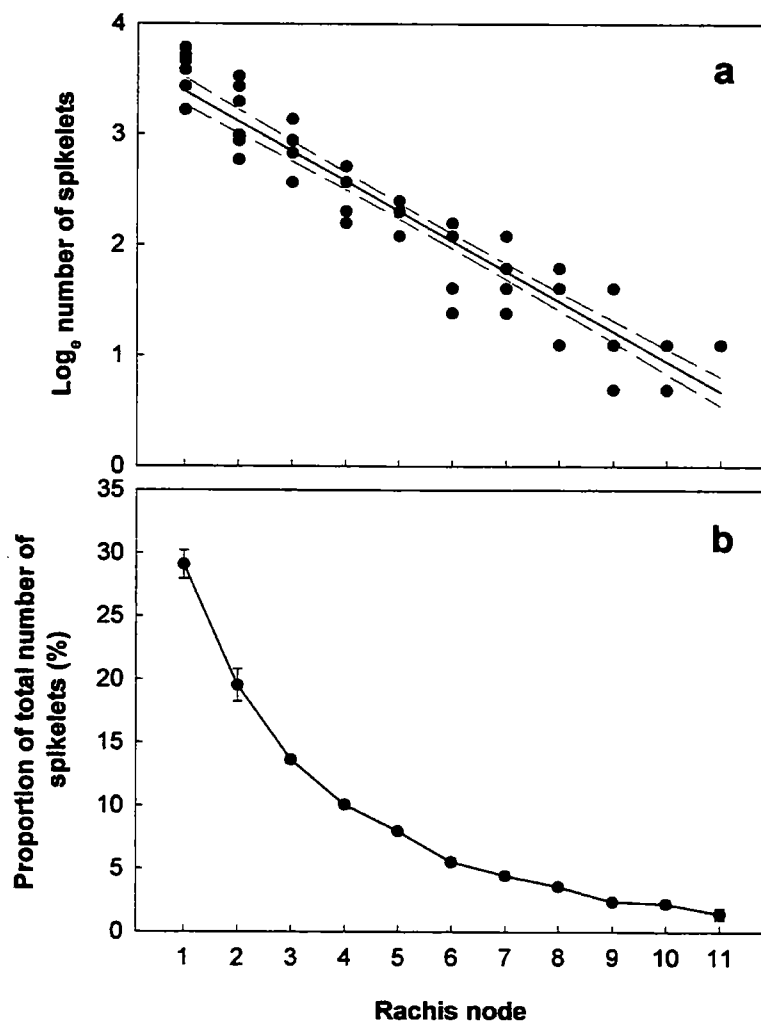 a
Logₑ number of spikelets
4
3
2
1
0
b
Proportion of total number of
spikelets (%)
35
30
25
20
15
10
5
0
1 2 3 4 5 6 7 8 9 10 11
Rachis node